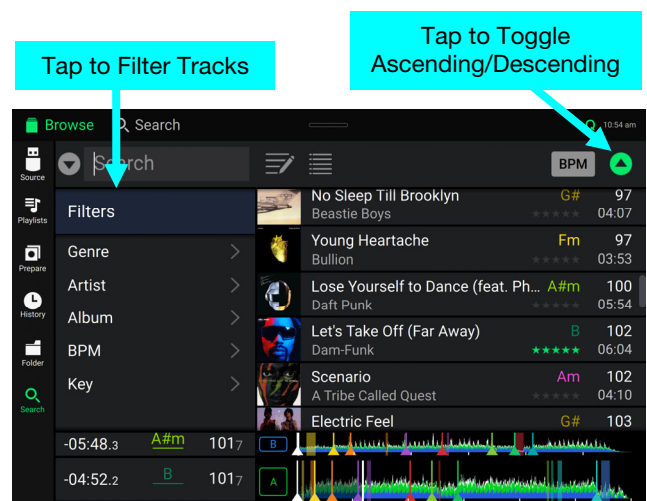 Tap to Filter Tracks
Tap to Toggle
Ascending/Descending
Browse
Search
10:54 am
Source
Search
BPM
Playlists
Prepare
History
Folder
Search
Filters
Genre
Artist
Album
BPM
Key
No Sleep Till Brooklyn G# 97
Beastie Boys 04:07
Young Heartache Fm 97
Bullion 03:53
Lose Yourself to Dance (feat. Ph... A#m 100
Daft Punk 05:54
Let's Take Off (Far Away) B 102
Dam-Funk ★★★★★ 06:04
Scenario Am 102
A Tribe Called Quest 04:10
Electric Feel G# 103
-05:48.3 A#m 1017 B
-04:52.2 B 1017 A